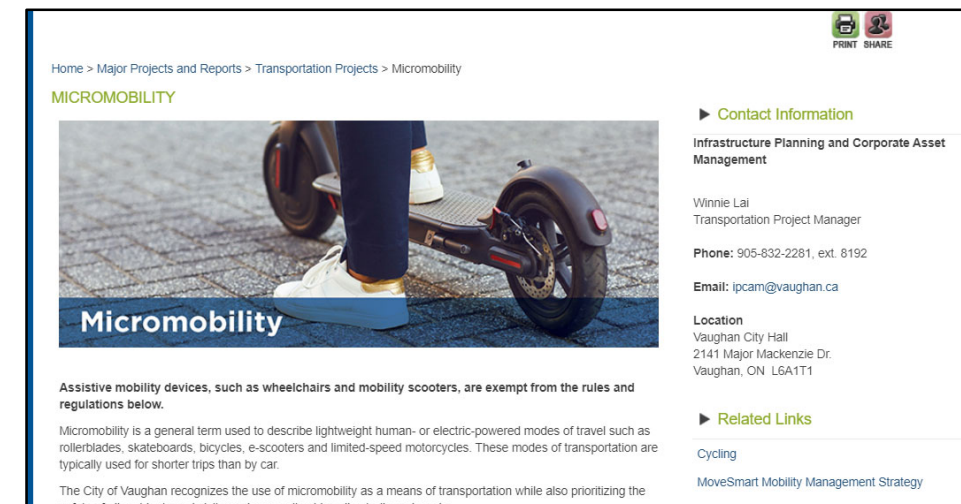 PRINT SHARE
Home > Major Projects and Reports > Transportation Projects > Micromobility
MICROMOBILITY
Micromobility
Assistive mobility devices, such as wheelchairs and mobility scooters, are exempt from the rules and
regulations below.
Micromobility is a general term used to describe lightweight human- or electric-powered modes of travel such as
rollerblades, skateboards, bicycles, e-scooters and limited-speed motorcycles. These modes of transportation are
typically used for shorter trips than by car.
The City of Vaughan recognizes the use of micromobility as a means of transportation while also prioritizing the
Contact Information
Infrastructure Planning and Corporate Asset
Management
Winnie Lai
Transportation Project Manager
Phone: 905-832-2281, ext. 8192
Email: ipcam@vaughan.ca
Location
Vaughan City Hall
2141 Major Mackenzie Dr.
Vaughan, ON L6A1T1
Related Links
Cycling
MoveSmart Mobility Management Strategy